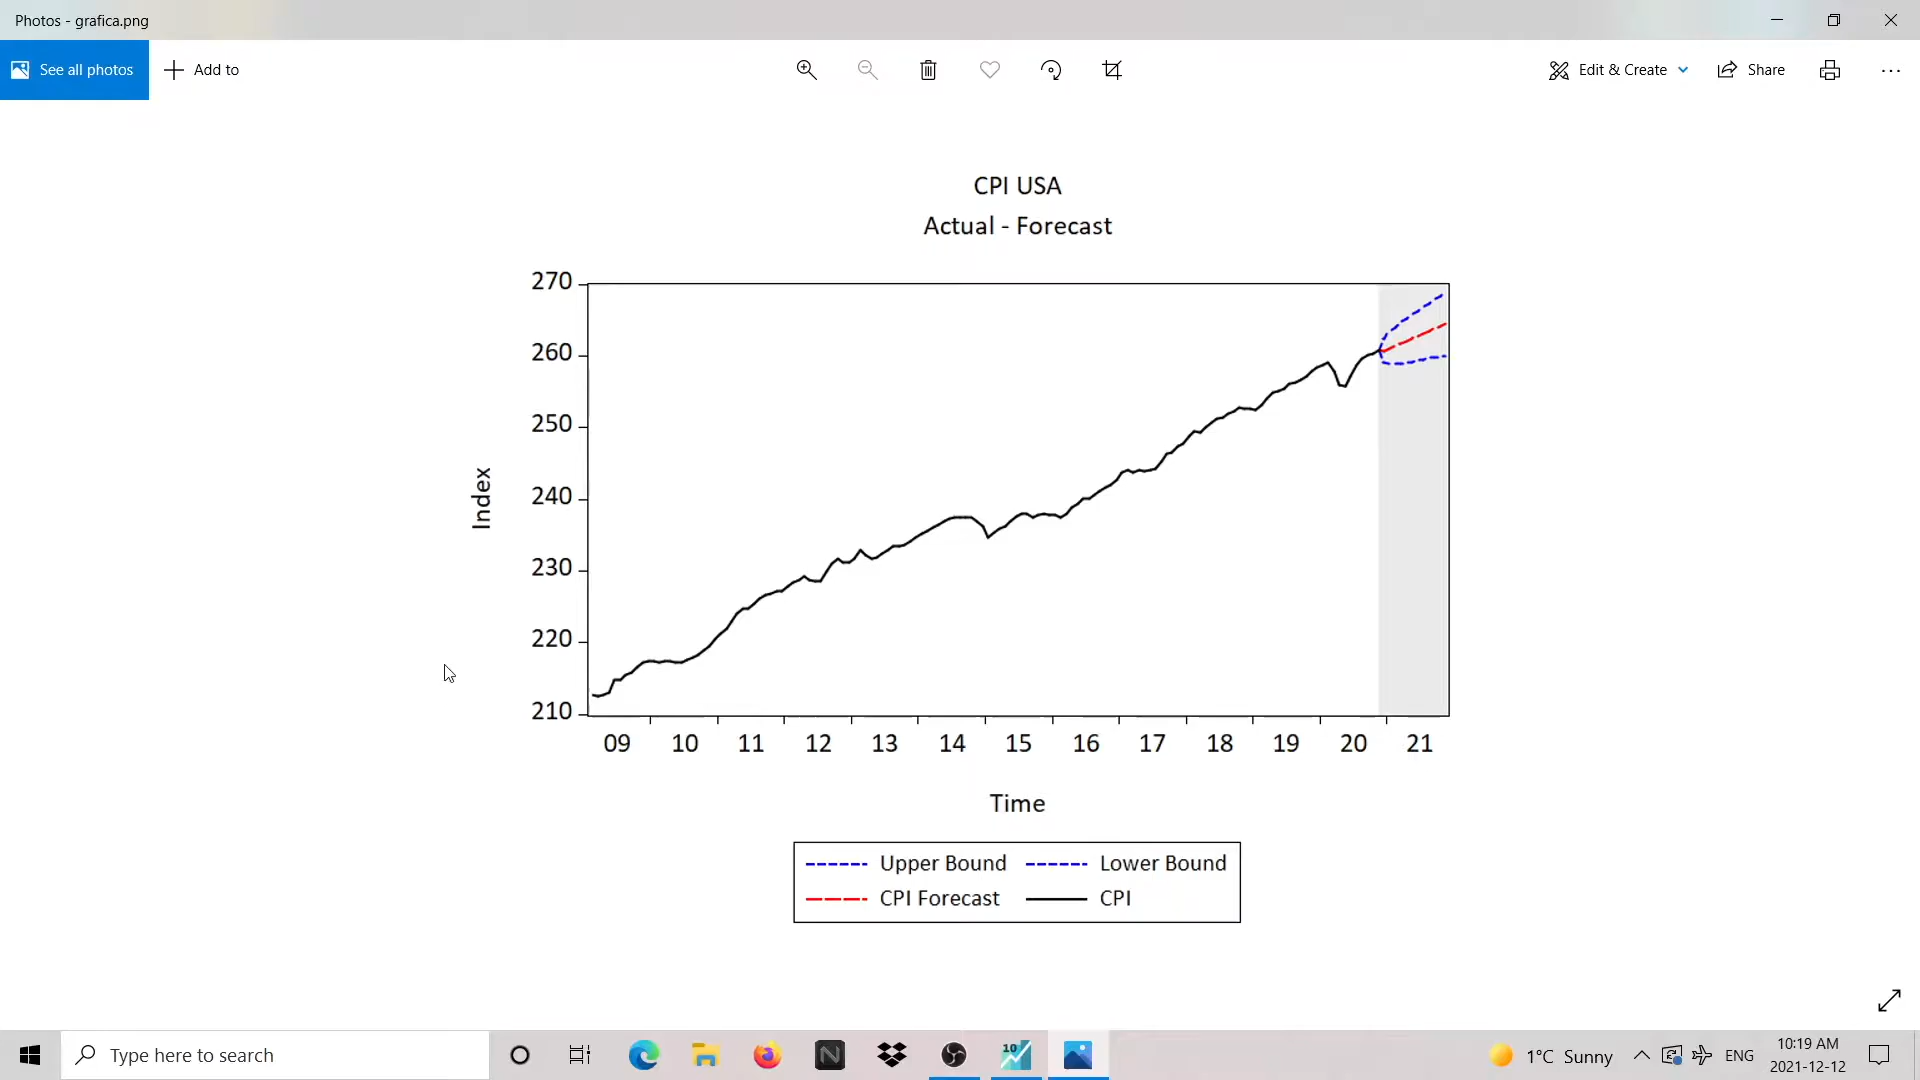 Photos - grafica.png
See all photos
Add to
Edit & Create
Share
CPI USA
Actual - Forecast
270
260
250
240
230
220
210
Index
09 10 11 12 13 14 15 16 17 18 19 20 21
Time
Upper Bound Lower Bound
CPI Forecast CPI
Type here to search
N
10
1°C Sunny
ENG
10:19 AM
2021-12-12